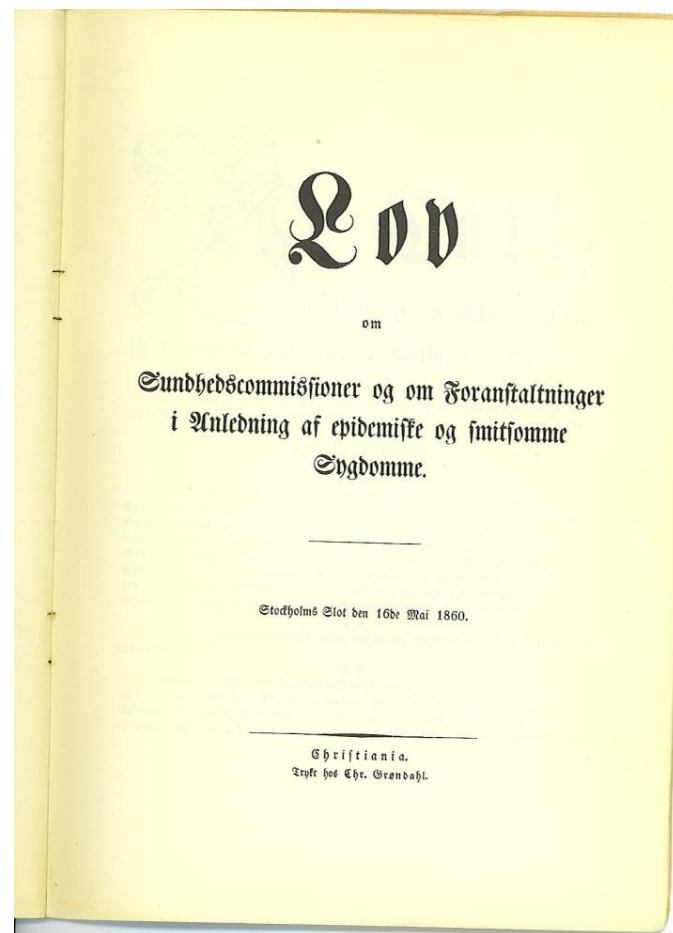 Lov
om
Sundhedscommissioner og om Foranstaltninger
i Anledning af epidemiske og smitsomme
Sygdomme.
Stockholms Slot den 16de Mai 1860.
Christiania.
Trykt hos Chr. Grøndahl.